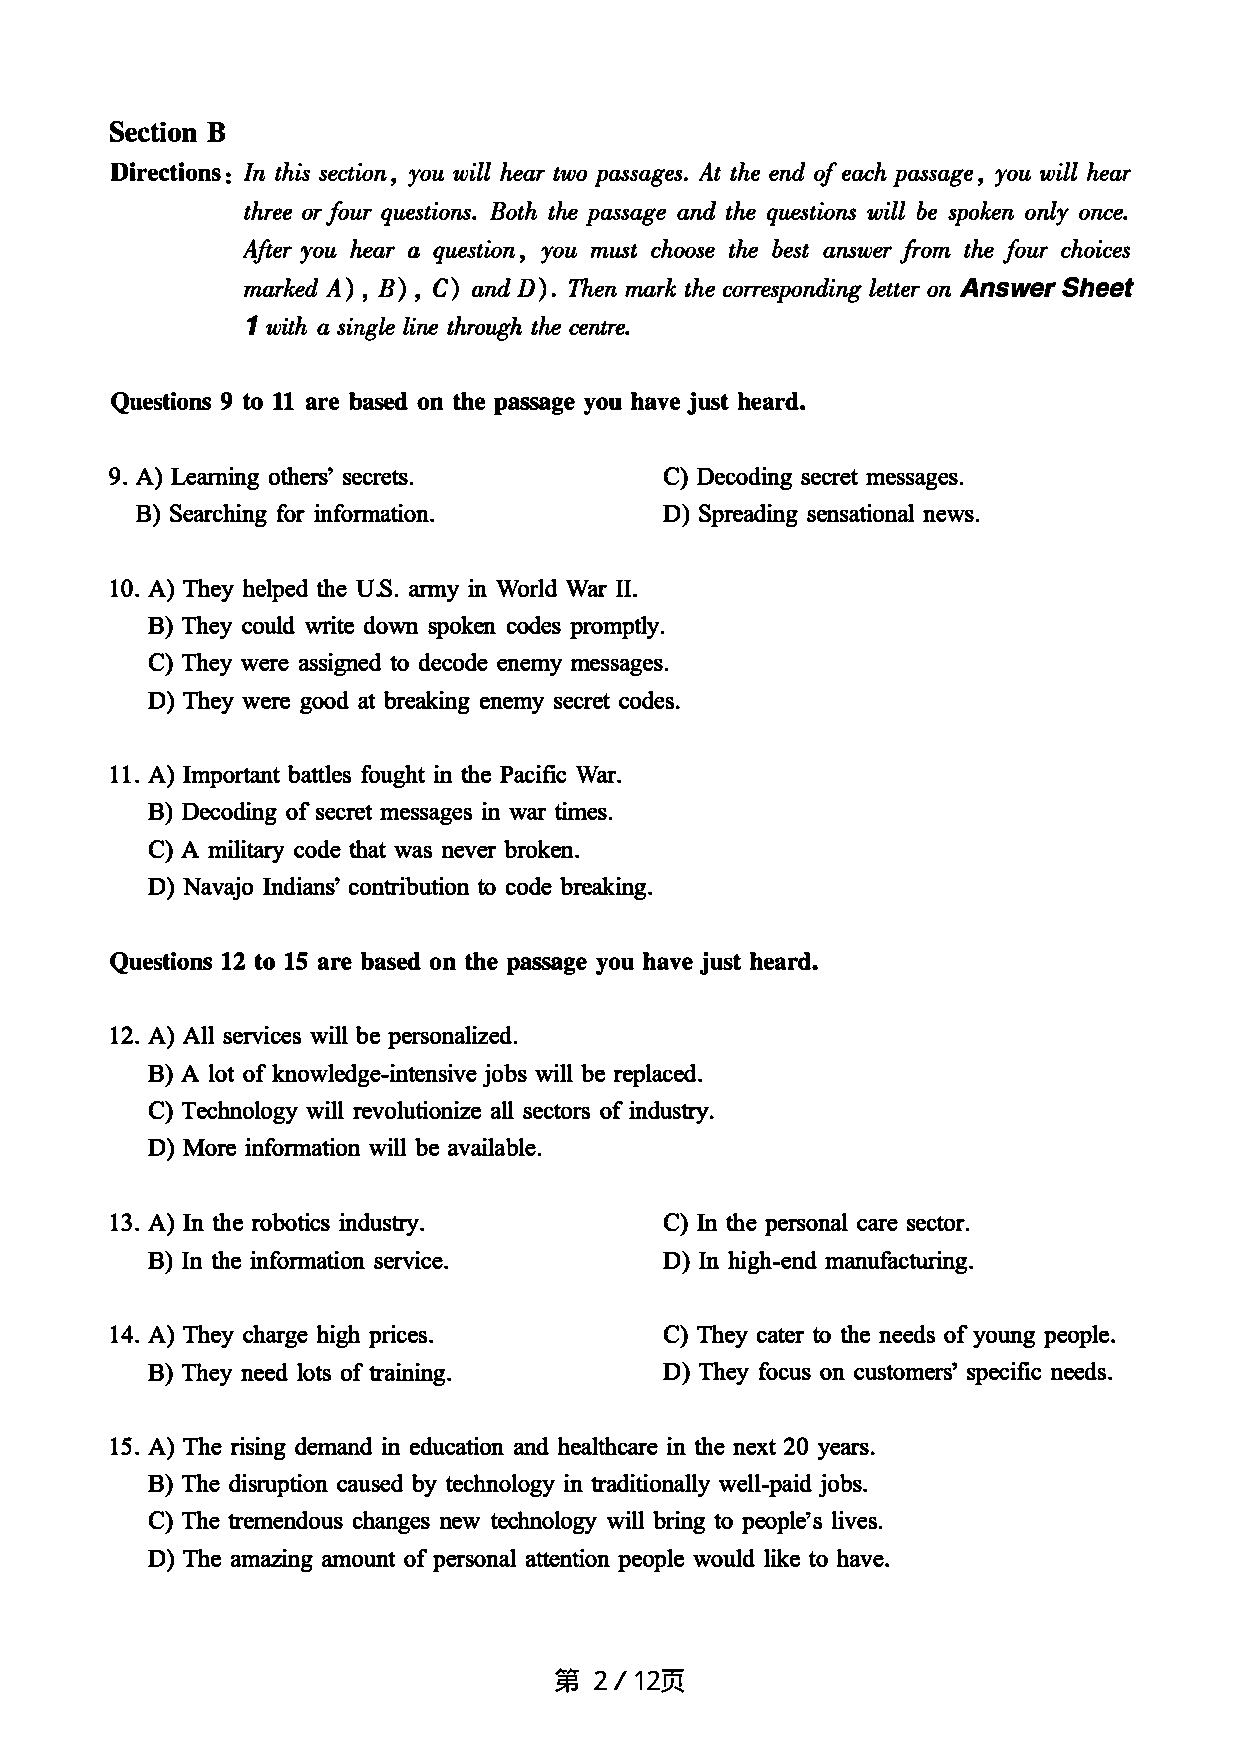 Section B
Directions: In this section, you will hear two passages. At the end of each passage, you will hear
three or four questions. Both the passage and the questions will be spoken only once.
After you hear a question, you must choose the best answer from the four choices
marked A), B), C) and D). Then mark the corresponding letter on Answer Sheet
1 with a single line through the centre.
Questions 9 to 11 are based on the passage you have just heard.
9. A) Learning others' secrets. C) Decoding secret messages.
B) Searching for information. D) Spreading sensational news.
10. A) They helped the U.S. army in World War II.
B) They could write down spoken codes promptly.
C) They were assigned to decode enemy messages.
D) They were good at breaking enemy secret codes.
11. A) Important battles fought in the Pacific War.
B) Decoding of secret messages in war times.
C) A military code that was never broken.
D) Navajo Indians' contribution to code breaking.
Questions 12 to 15 are based on the passage you have just heard.
12. A) All services will be personalized.
B) A lot of knowledge-intensive jobs will be replaced.
C) Technology will revolutionize all sectors of industry.
D) More information will be available.
13. A) In the robotics industry. C) In the personal care sector.
B) In the information service. D) In high-end manufacturing.
14. A) They charge high prices. C) They cater to the needs of young people.
B) They need lots of training. D) They focus on customers' specific needs.
15. A) The rising demand in education and healthcare in the next 20 years.
B) The disruption caused by technology in traditionally well-paid jobs.
C) The tremendous changes new technology will bring to people's lives.
D) The amazing amount of personal attention people would like to have.
第 2 / 12页